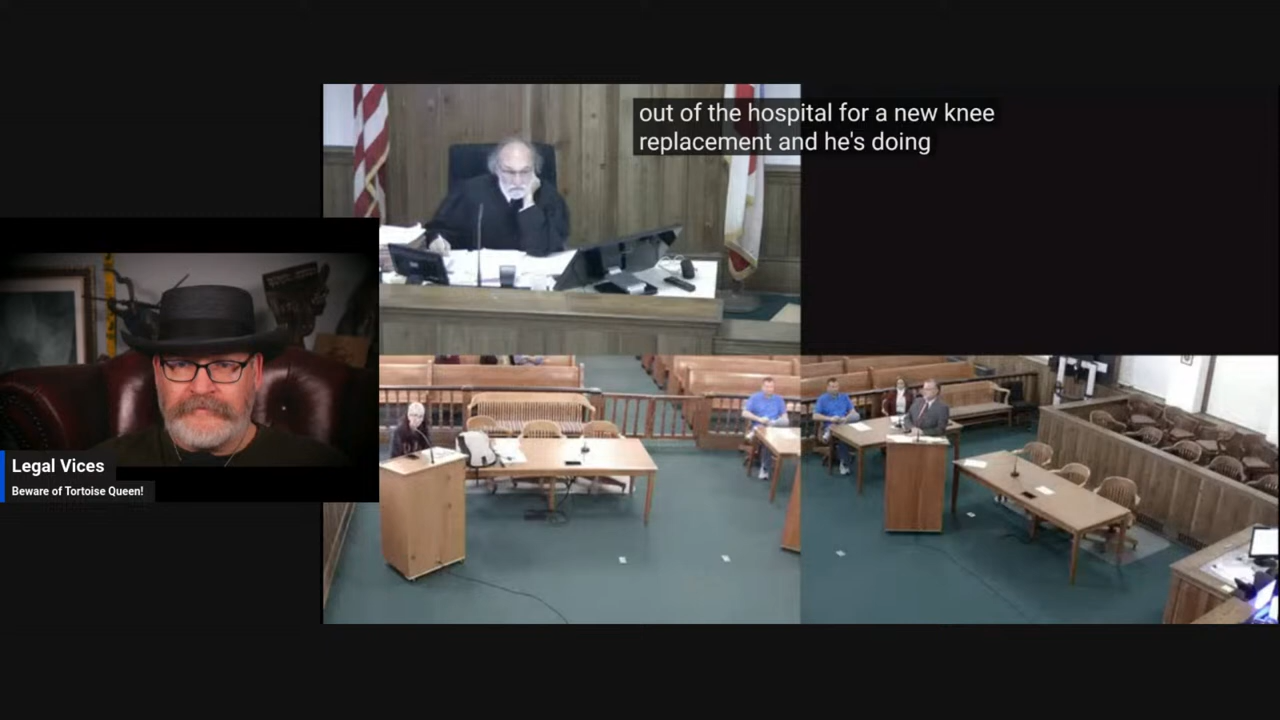 out of the hospital for a new knee
replacement and he's doing
Legal Vices
Beware of Tortoise Queen!